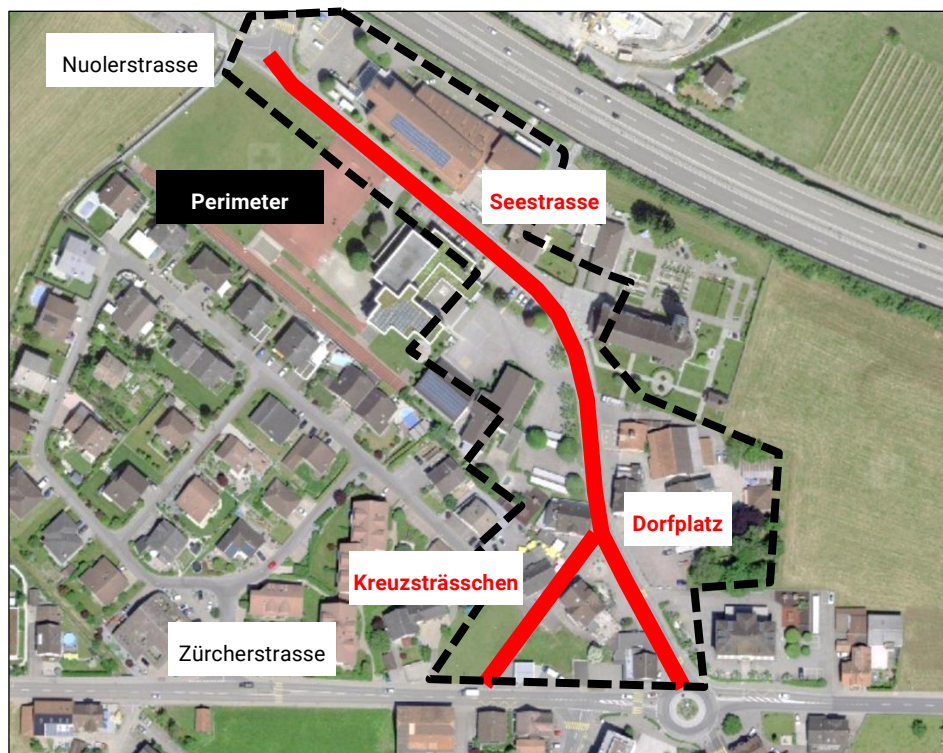 Nuolerstrasse
Perimeter
Seestrasse
Dorfplatz
Kreuzsträsschen
Zürcherstrasse